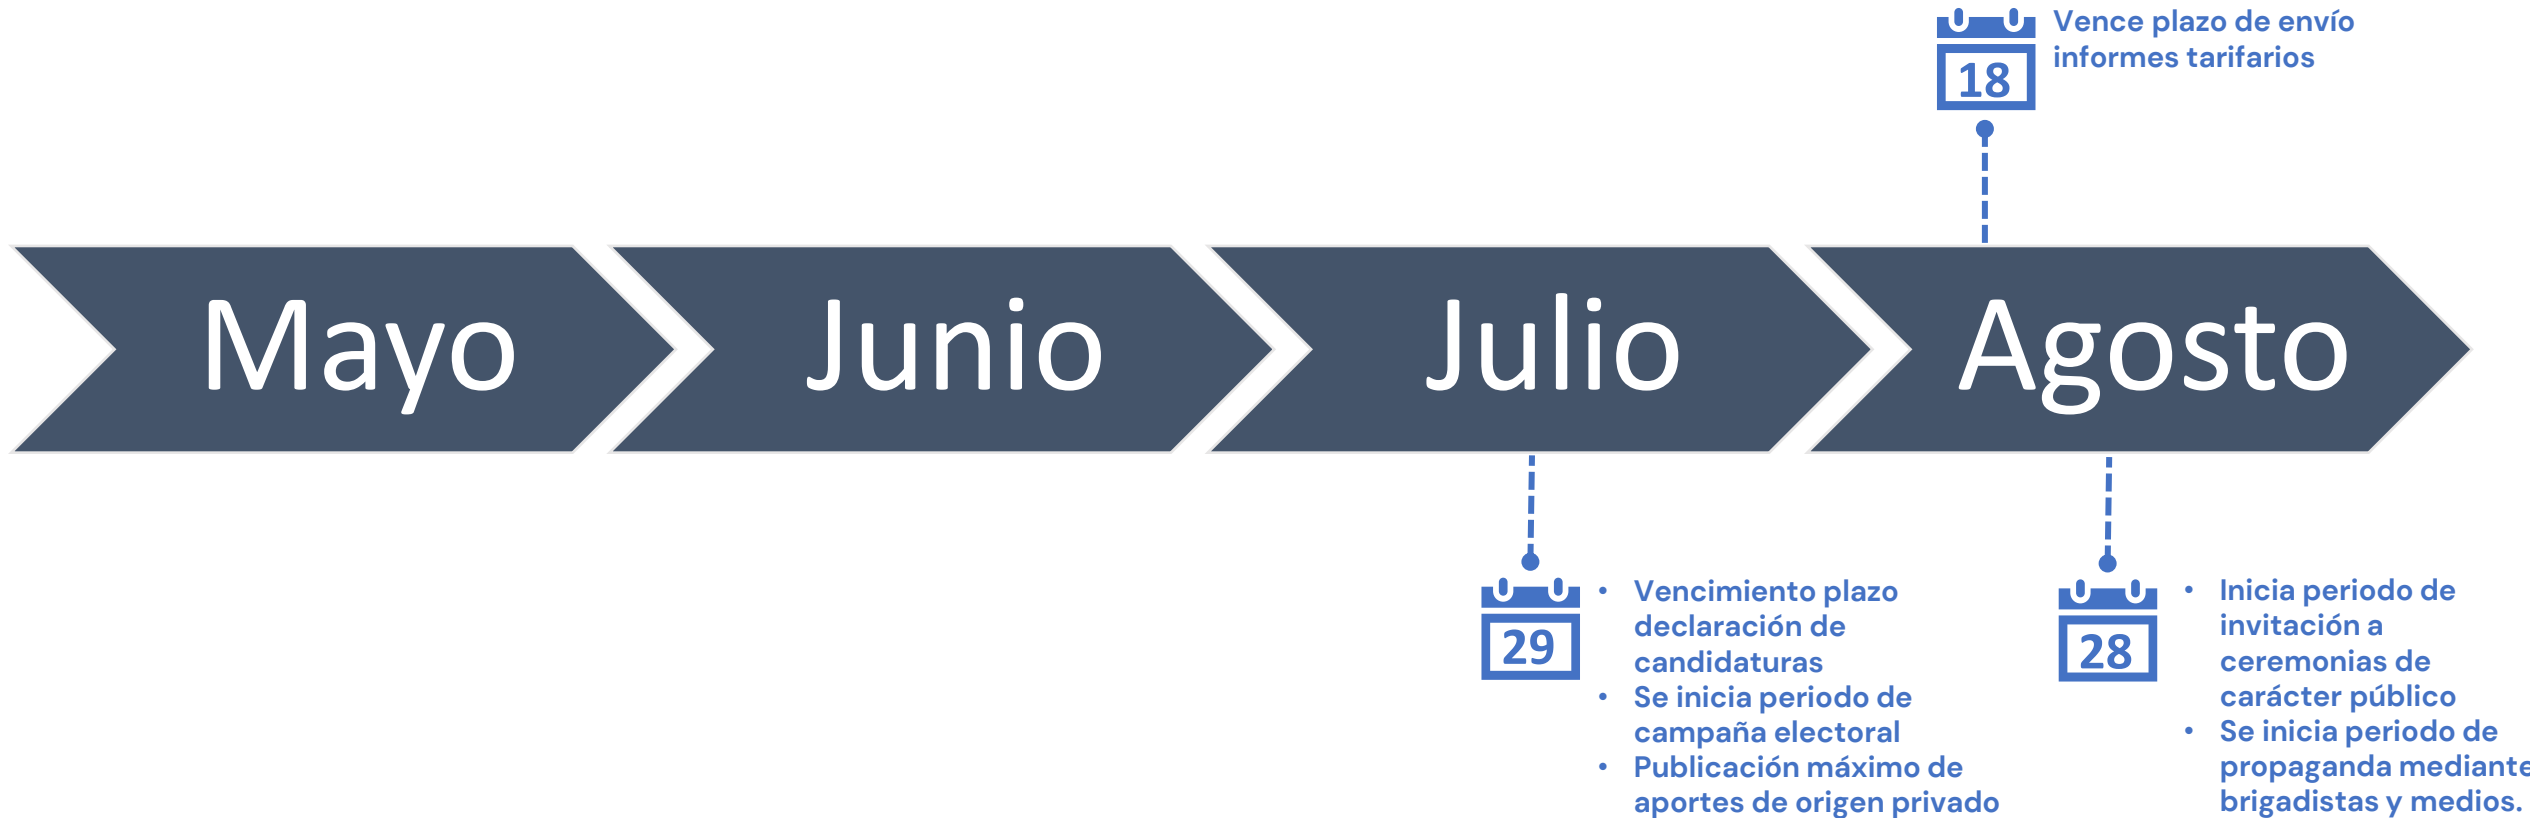 Vence plazo de envío
informes tarifarios
18
Mayo
Junio
Julio
Agosto
29
• Vencimiento plazo
declaración de
candidaturas
• Se inicia periodo de
campaña electoral
• Publicación máximo de
aportes de origen privado
28
• Inicia periodo de
invitación a
ceremonias de
carácter público
• Se inicia periodo de
propaganda mediante
brigadistas y medios.